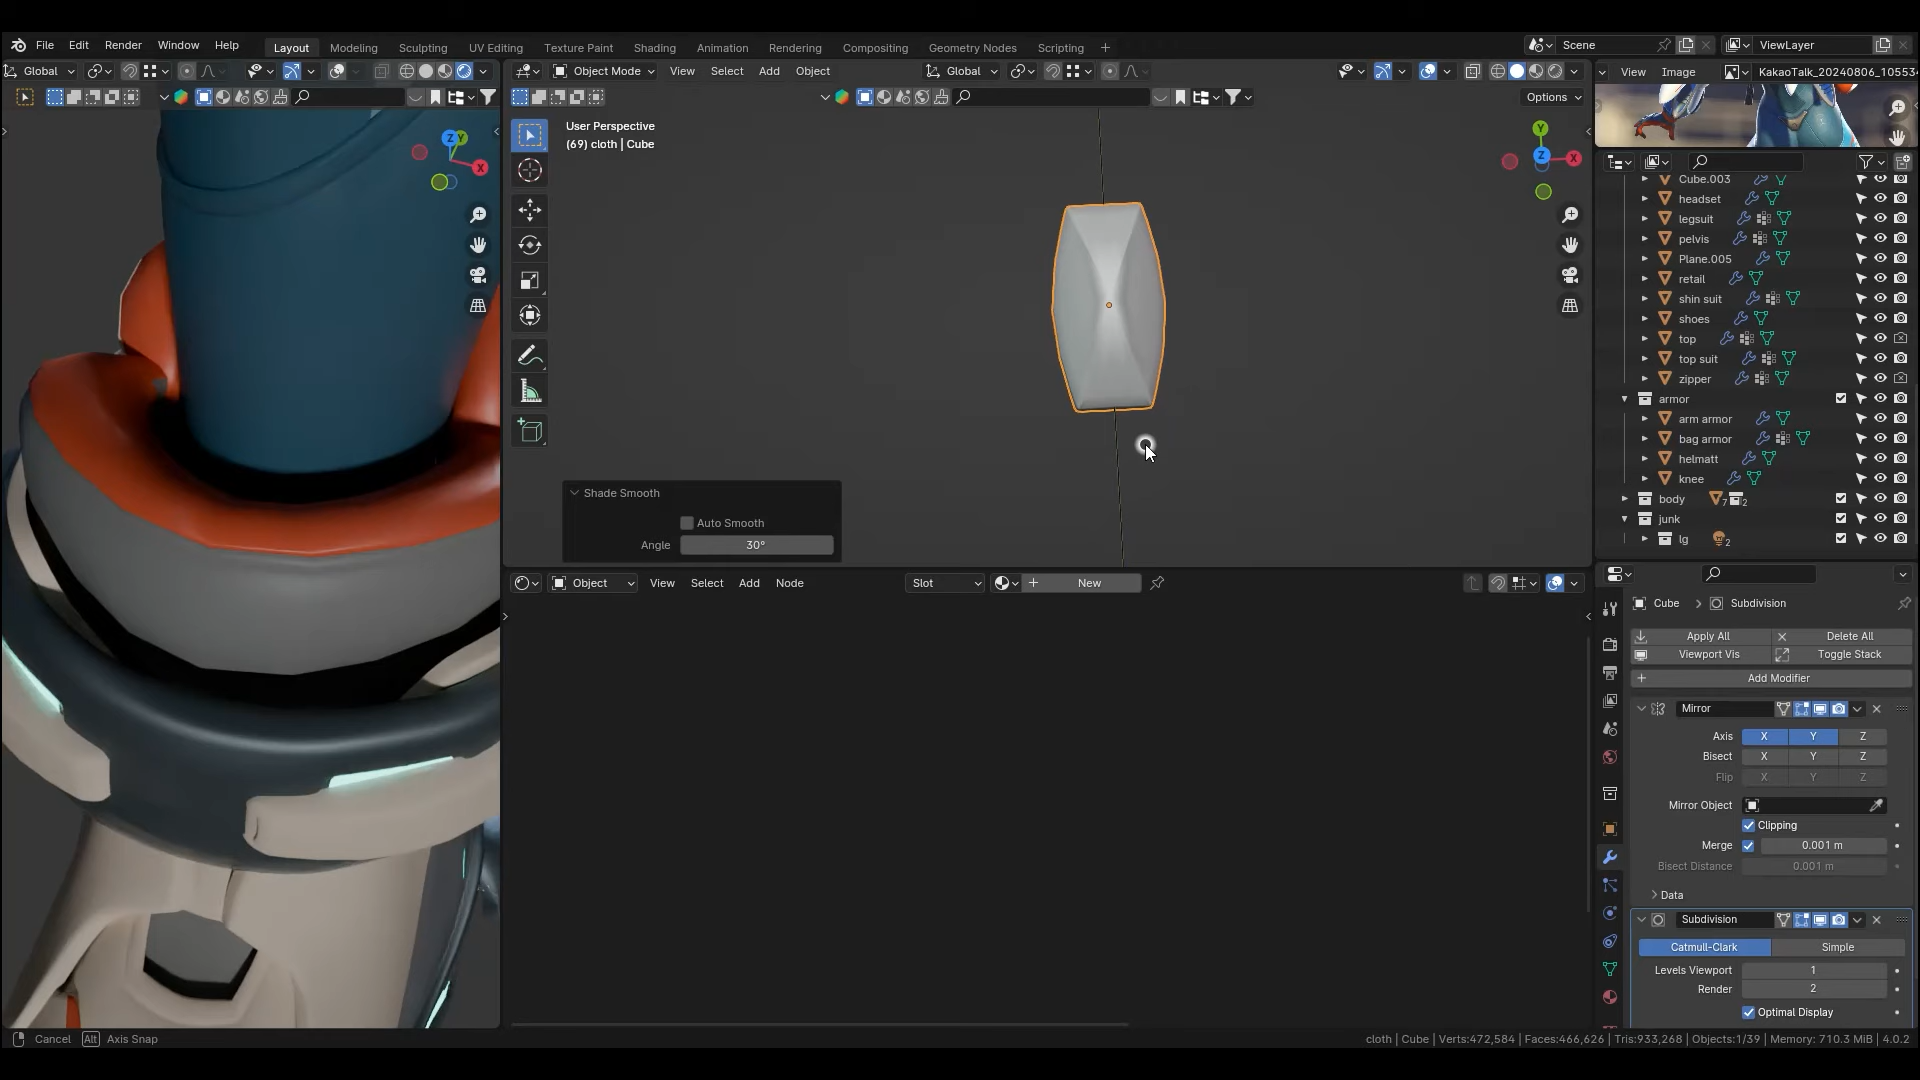 File Edit Render Window Help
Layout Modeling Sculpting UV Editing Texture Paint Shading Animation Rendering Compositing Geometry Nodes Scripting +
Scene
ViewLayer
Global
Object Mode View Select Add Object
Global
View Image KakaoTalk_20240806_10553
Options
User Perspective
(69) cloth | Cube
Y
Z
X
Z
Y
X
Cube.003
headset
legsuit
pelvis
Plane.005
retail
shin suit
shoes
top
top suit
zipper
armor
arm armor
bag armor
helmatt
knee
body 7 2
junk
lg 2
Shade Smooth
Auto Smooth
Angle 30°
Object View Select Add Node Slot New
Cube Subdivision
Apply All Delete All
Viewport Vis Toggle Stack
Add Modifier
Mirror
Axis X Y Z
Bisect X Y Z
Flip X Y Z
Mirror Object
Clipping
Merge 0.001 m
Bisect Distance 0.001 m
Data
Subdivision
Catmull-Clark Simple
Levels Viewport 1
Render 2
Optimal Display
Cancel Alt Axis Snap
cloth | Cube | Verts:472,584 | Faces:466,626 | Tris:933,268 | Objects:1/39 | Memory: 710.3 MiB | 4.0.2